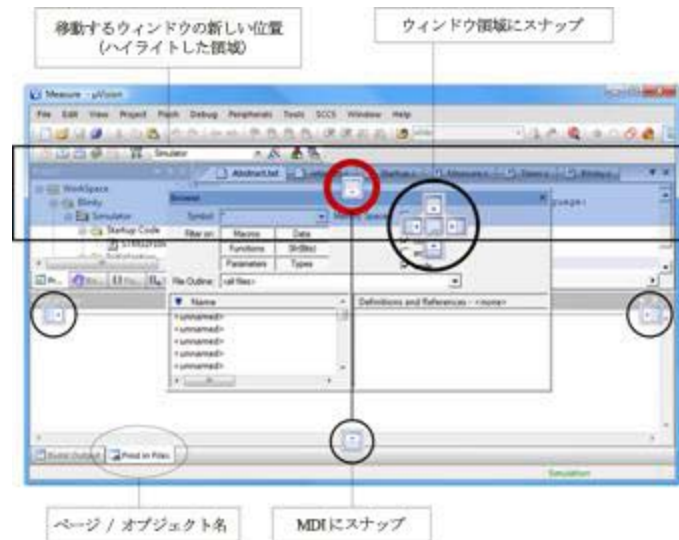 移動するウィンドウの新しい位置
(ハイライトした領域)
ウィンドウ領域にスナップ
Measure - µVision
File Edit View Project Flash Debug Peripherals Tools SVCS Window Help
Simulator
Abstract.txt
Measure.c
Blinky.c
WorkSpace
Blinky
Simulator
Startup Code
Browser
Symbol: *
Filter on: Macros Data
Functions
Parameters Types
File Outline: <all files>
Name
Definitions and References - <none>
<unnamed>
<unnamed>
<unnamed>
<unnamed>
<unnamed>
Build Output
Find in Files
Simulation
ページ / オブジェクト名
MDIにスナップ